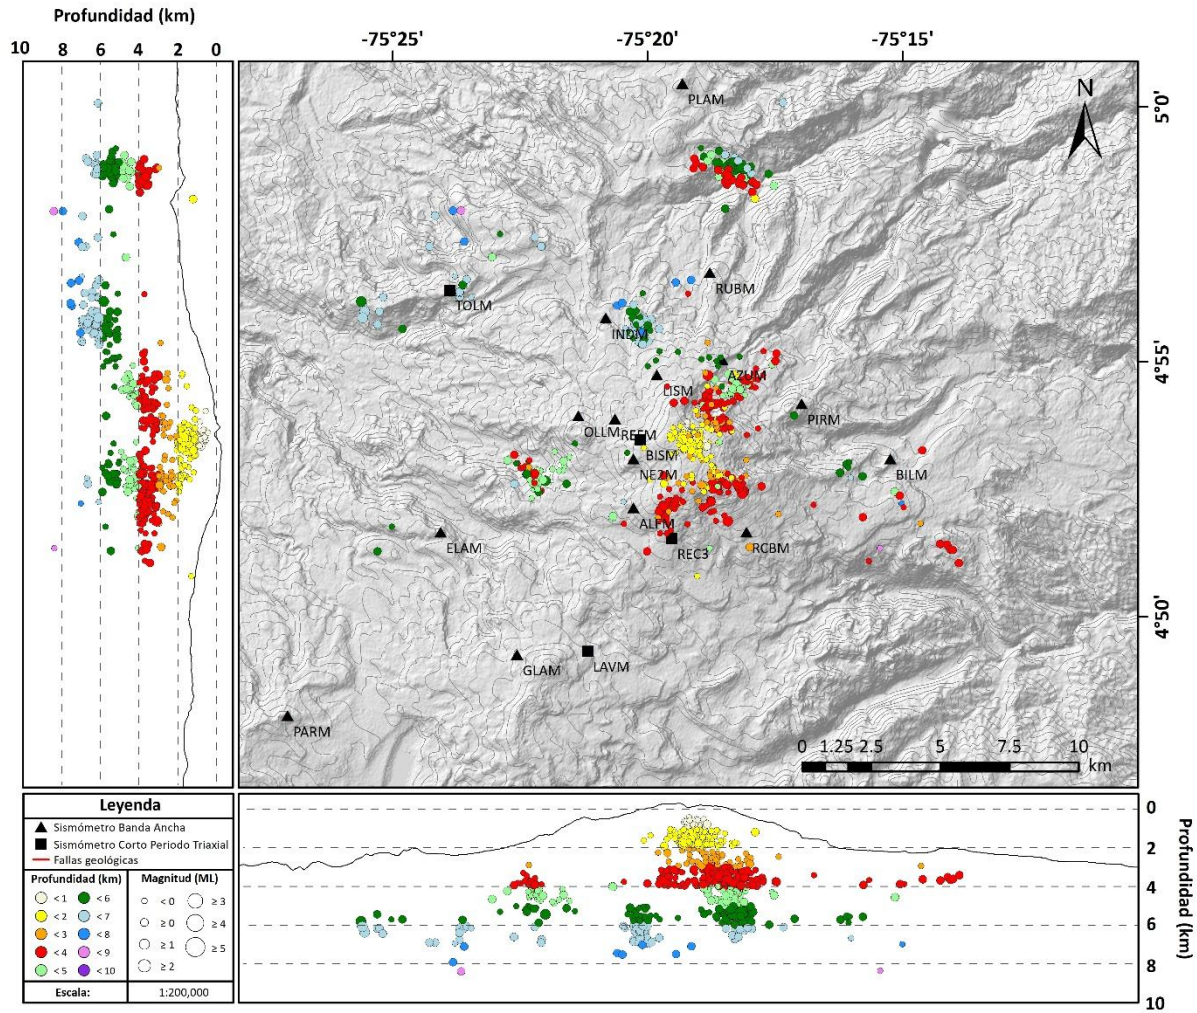 Profundidad (km)
10 8 6 4 2 0
-75°25' -75°20' -75°15'
N
5°0'
4°55'
4°50'
PLAM
RUBM
TOLM
INDM
AZUM
LISM
PIRM
OLLM
BISM
NE2M
BILM
ALFM
ELAM
REC3
RCBM
GLAM
LAVM
PARM
0 1.25 2.5 5 7.5 10
km
Leyenda
Sismómetro Banda Ancha
Sismómetro Corto Periodo Triaxial
Fallas geológicas
Profundidad (km)
< 1 < 6
< 2 < 7
< 3 < 8
< 4 < 9
< 5 < 10
Magnitud (ML)
< 0 ≥ 3
≥ 0 ≥ 4
≥ 1 ≥ 5
≥ 2
Escala: 1:200,000
0
2
4
6
8
10
Profundidad (km)